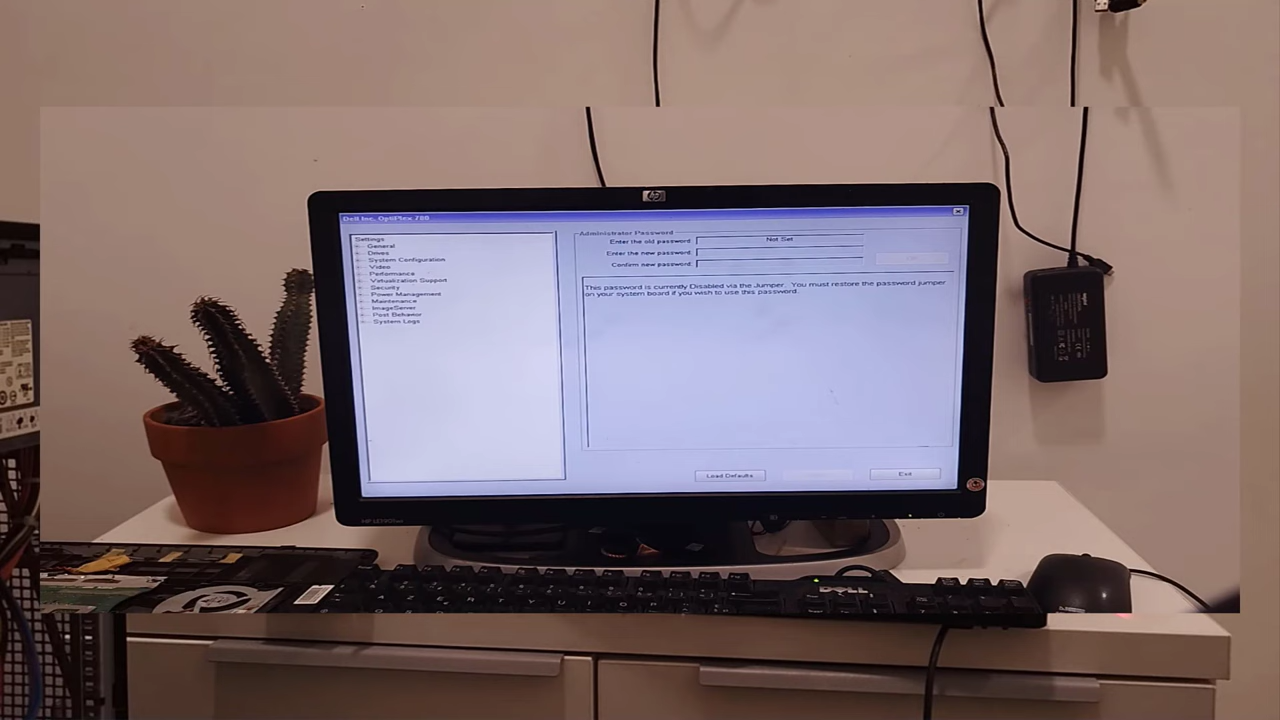 Dell Inc. OptiPlex 780
Settings
General
Drives
System Configuration
Video
Performance
Virtualization Support
Security
Power Management
Maintenance
ImageServer
Post Behavior
System Logs
Administrator Password
Enter the old password
Not Set
Enter the new password
Confirm new password
This password is currently Disabled via the Jumper. You must restore the password jumper
on your system board if you wish to use this password.
Load Defaults
Exit
hp
DELL